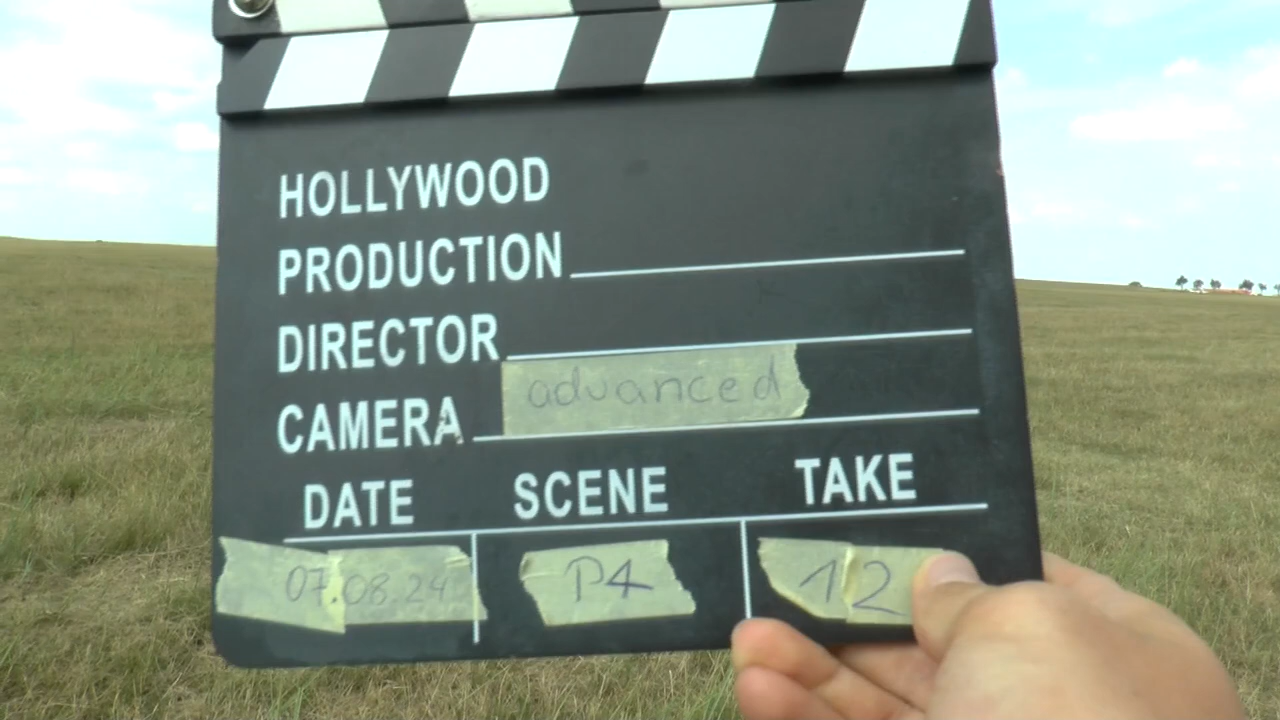 HOLLYWOOD
PRODUCTION
DIRECTOR
CAMERA advanced
DATE SCENE TAKE
07.08.24 P4 12